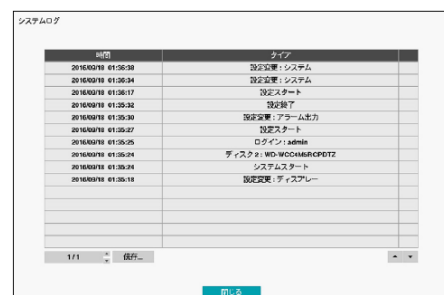 システムログ
時間 タイプ
2016/09/18 01:36:38 設定変更 : システム
2016/09/18 01:36:34 設定変更 : システム
2016/09/18 01:36:17 設定スタート
2016/09/18 01:35:32 設定終了
2016/09/18 01:35:30 設定変更 : アラーム出力
2016/09/18 01:35:27 設定スタート
2016/09/18 01:35:25 ログイン : admin
2016/09/18 01:35:24 ディスク 2 : WD-WCC4M5RCPDTZ
2016/09/18 01:35:24 システムスタート
2016/09/18 01:35:18 設定変更 : ディスプレー
1 / 1 保存...
閉じる